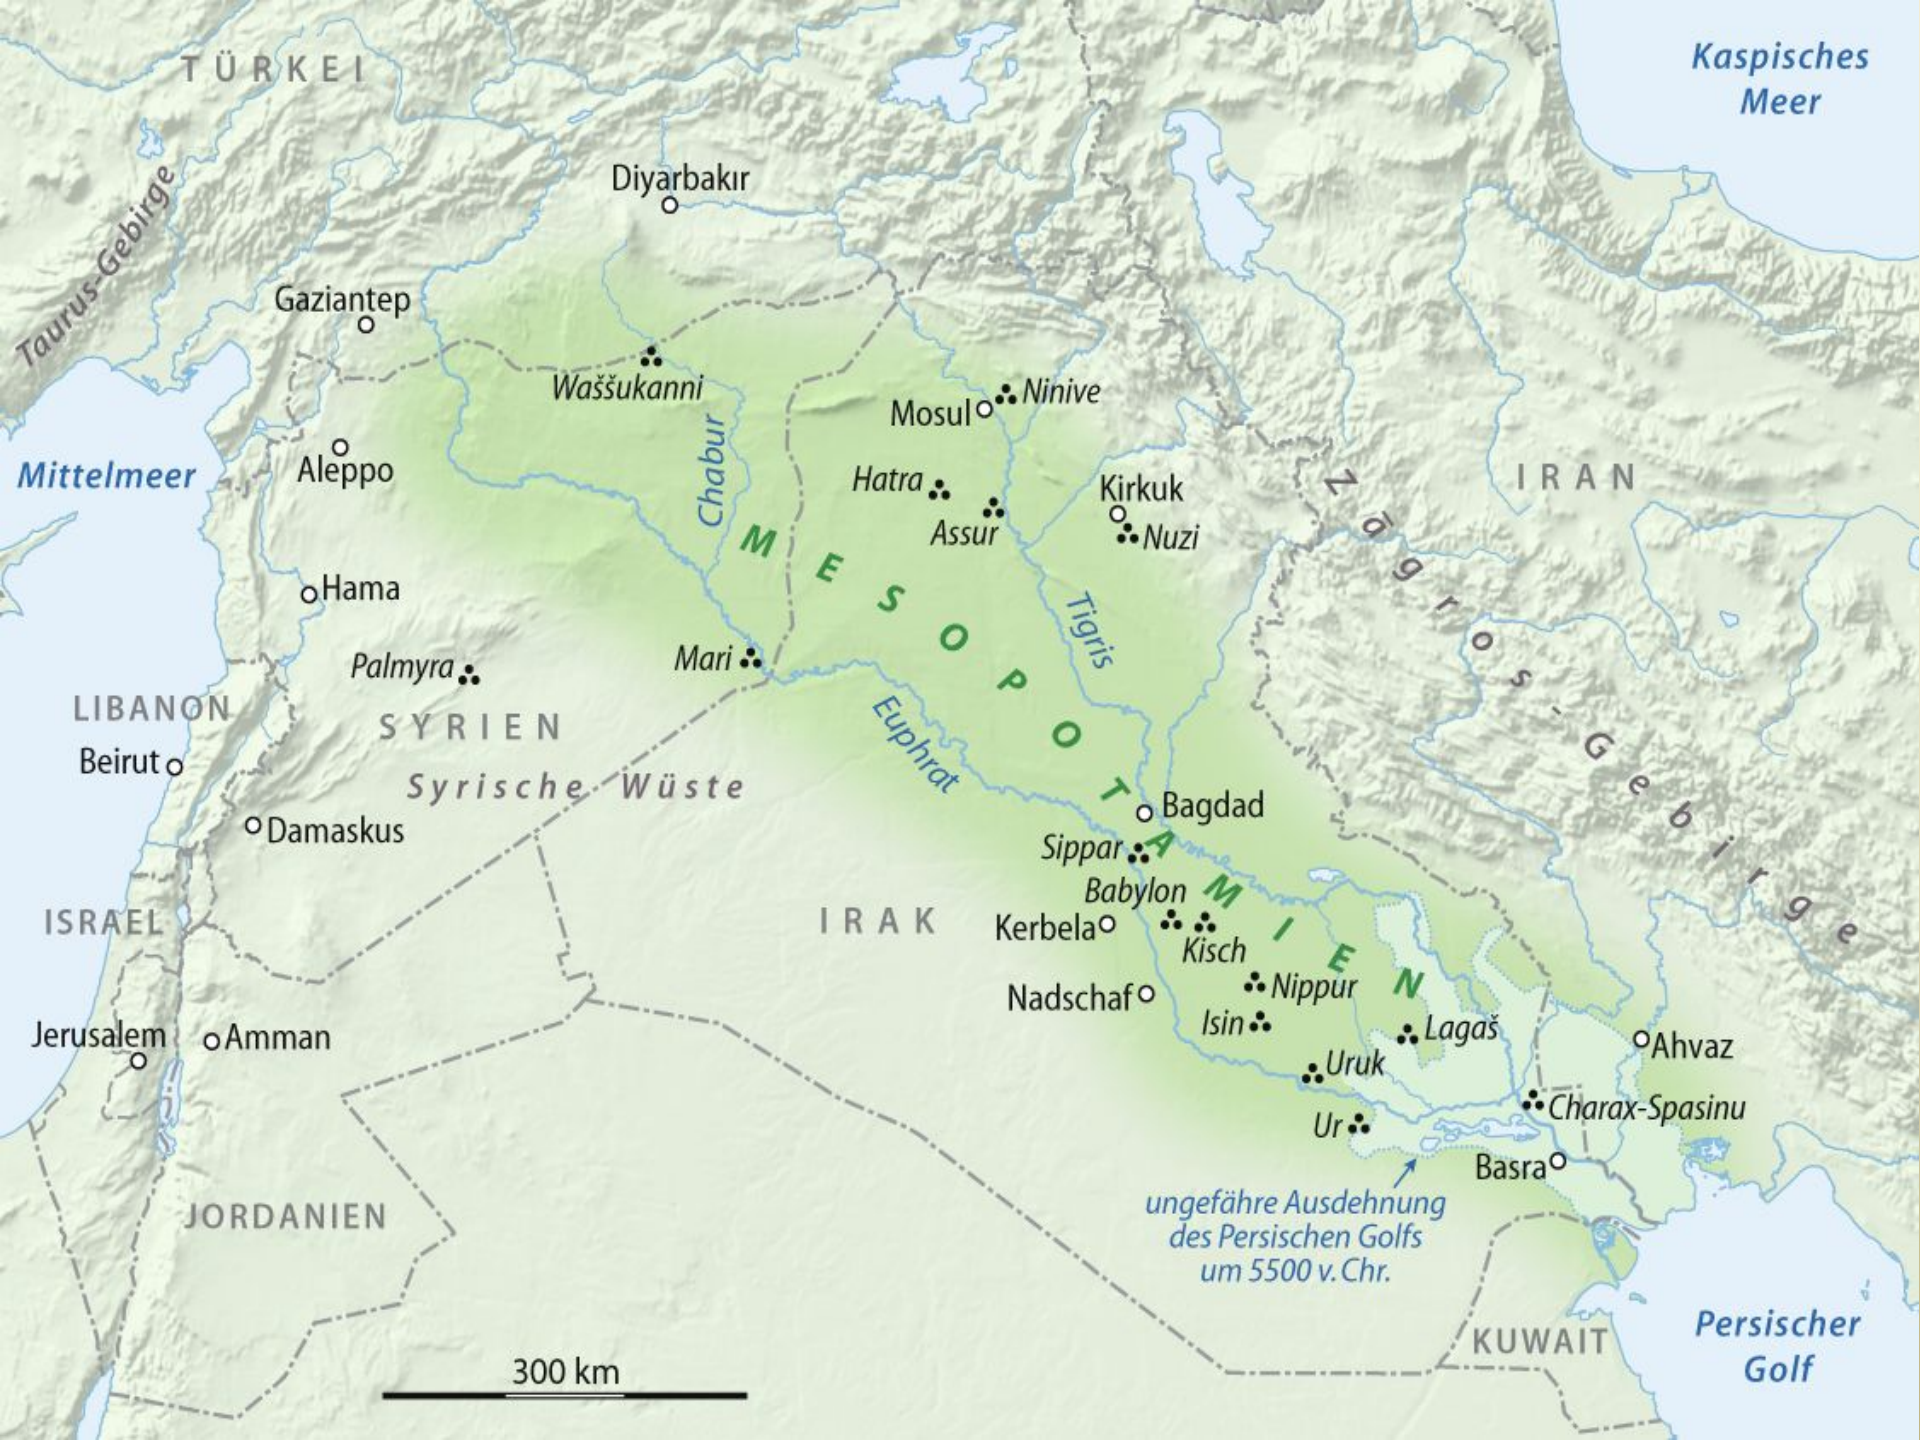 Kaspisches
Meer
TÜRKEI
Diyarbakır
Taurus-Gebirge
Gaziantep
Waššukanni
Ninive
Mosul
Mittelmeer
Aleppo
Chabur
Hatra
Assur
Kirkuk
Nuzi
IRAN
Zāgros-Gebirge
MESOPOTAMIEN
Hama
Tigris
Palmyra
Mari
LIBANON
SYRIEN
Euphrat
Beirut
Syrische Wüste
Bagdad
Damaskus
Sippar
Babylon
ISRAEL
IRAK
Kerbela
Kisch
Nippur
Nadschaf
Isin
Lagaš
Jerusalem
Amman
Ahvaz
Uruk
Charax-Spasinu
Ur
Basra
ungefähre Ausdehnung
des Persischen Golfs
um 5500 v. Chr.
JORDANIEN
KUWAIT
Persischer
Golf
300 km